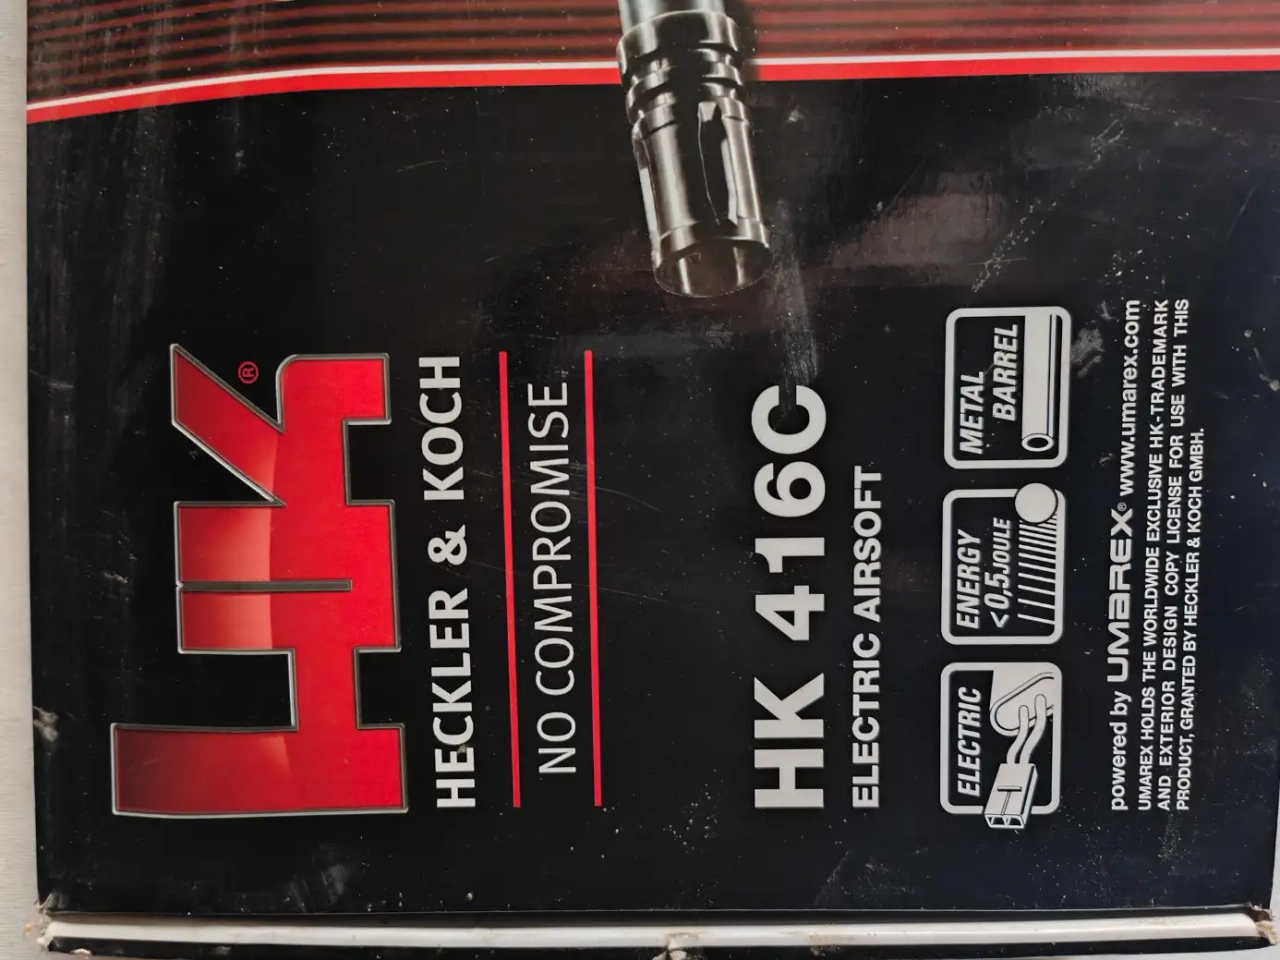 HK®
HECKLER & KOCH
NO COMPROMISE
HK 416C
ELECTRIC AIRSOFT
ELECTRIC
ENERGY
< 0,5 JOULE
METAL
BARREL
powered by UMAREX® www.umarex.com
UMAREX HOLDS THE WORLDWIDE EXCLUSIVE HK-TRADEMARK
AND EXTERIOR DESIGN COPY LICENSE FOR USE WITH THIS
PRODUCT, GRANTED BY HECKLER & KOCH GMBH.